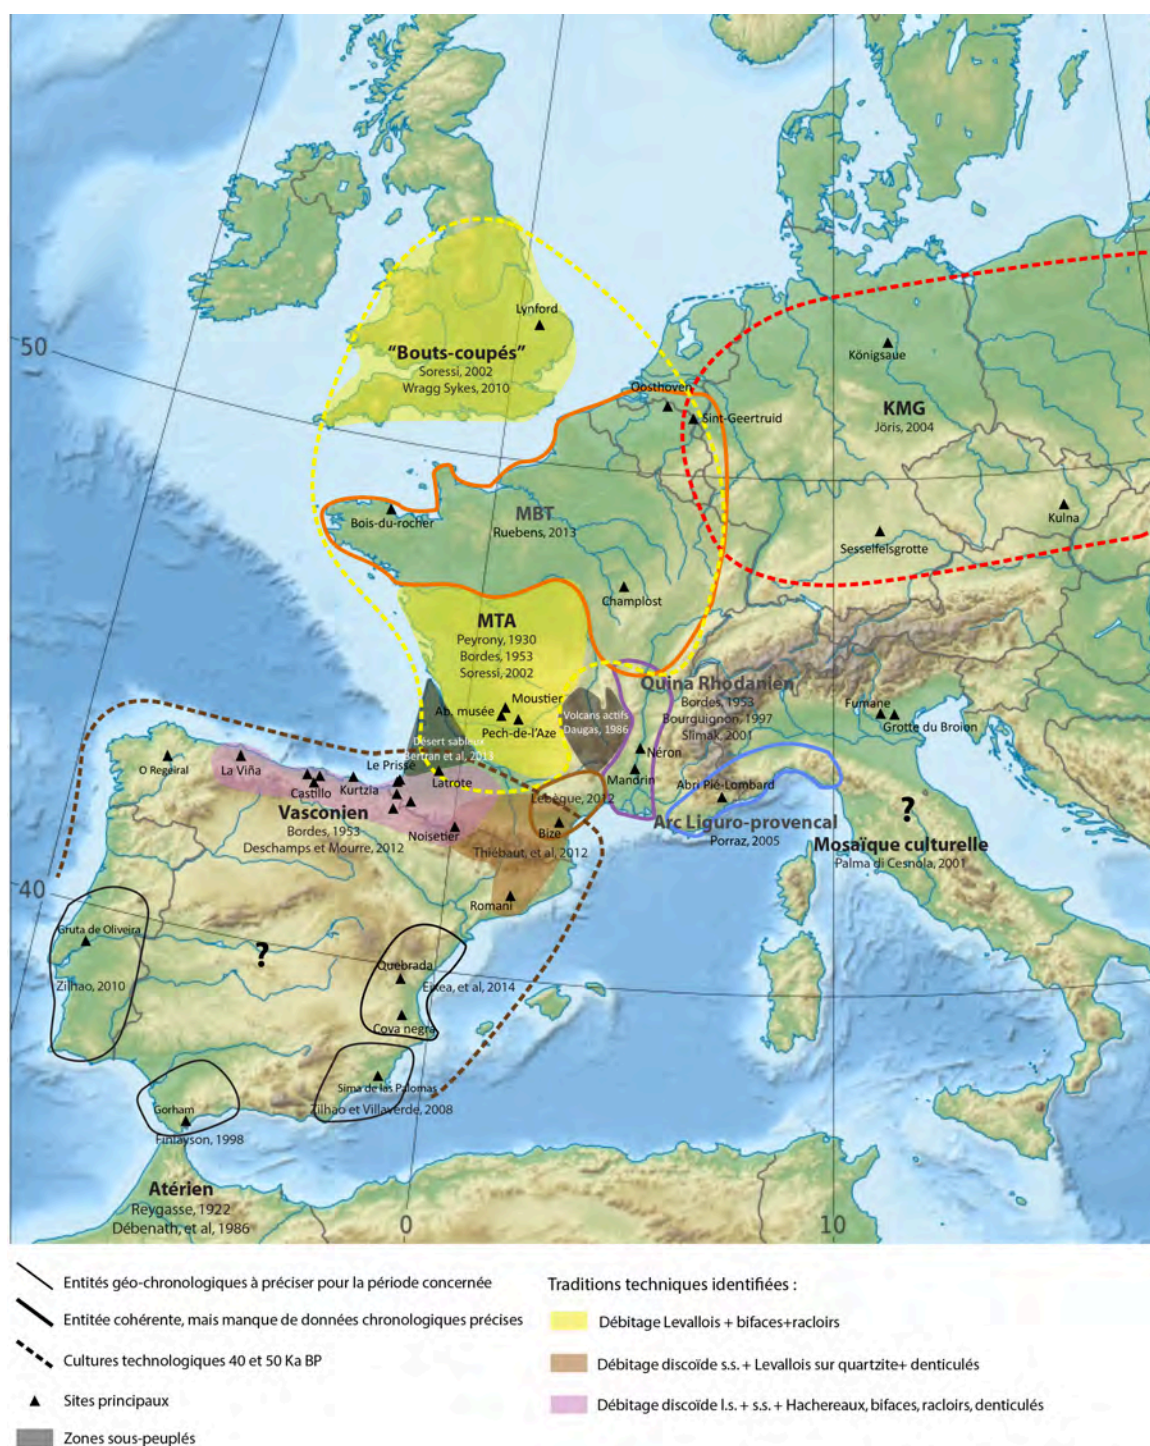 50
Lynford
"Bouts-coupés"
Soressi, 2002
Wragg Sykes, 2010
Königsaue
KMG
Jöris, 2004
Oosthoven
Sint-Geertruid
Kulna
Sesselfelsgrotte
Bois-du-rocher
MBT
Ruebens, 2013
Champlost
MTA
Peyrony, 1930
Bordes, 1953
Soressi, 2002
Moustier
Ab. musée
Pech-de-l'Aze
Désert sableux
Bertran et al, 2013
Volcans actifs
Daugas, 1986
Quina Rhodanien
Bordes, 1953
Bourguignon, 1997
Slimak, 2001
Néron
Mandrin
Fumane
Grotte du Broion
Abri Pié-Lombard
Arc Liguro-provencal
Porraz, 2005
?
Mosaïque culturelle
Palma di Cesnola, 2001
O Regeiral
La Viña
Castillo
Kurtzia
Le Prissé
Latrote
Noisetier
Vasconien
Bordes, 1953
Deschamps et Mourre, 2012
Lebègue, 2012
Bize
Thiébaut, et al 2012
Romani
40
Gruta de Oliveira
Zilhao, 2010
?
Quebrada
Eixea, et al, 2014
Cova negra
Sima de las Palomas
Zilhao et Villaverde, 2008
Gorham
Finlayson, 1998
Atérien
Reygasse, 1922
Débenath, et al, 1986
0
10
Entités géo-chronologiques à préciser pour la période concernée
Entitée cohérente, mais manque de données chronologiques précises
Cultures technologiques 40 et 50 Ka BP
Sites principaux
Zones sous-peuplés
Traditions techniques identifiées :
Débitage Levallois + bifaces+racloirs
Débitage discoïde s.s. + Levallois sur quartzite+ denticulés
Débitage discoïde l.s. + s.s. + Hachereaux, bifaces, racloirs, denticulés